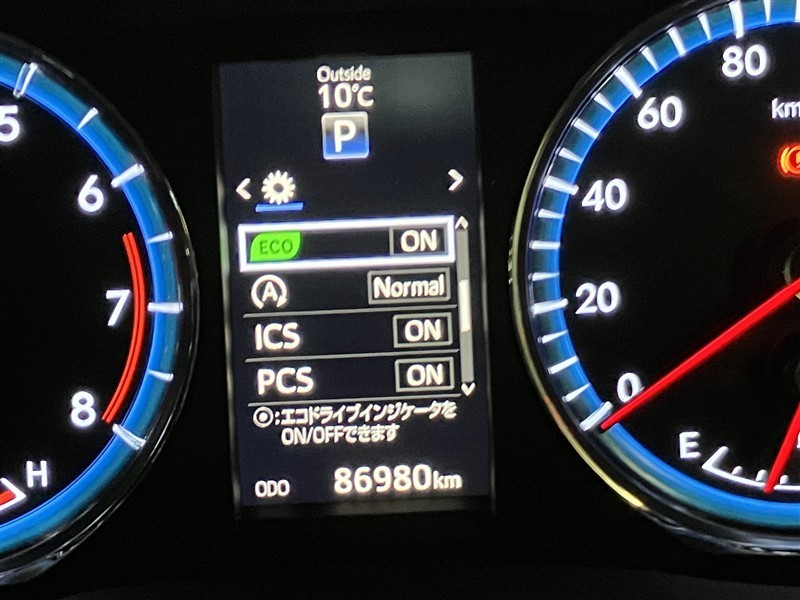 Outside
10°C
P
ECO ON
A Normal
ICS ON
PCS ON
◎:エコドライブインジケータを
ON/OFFできます
ODO 86980km
5
6
7
8
H
80
60
40
20
0
km
E